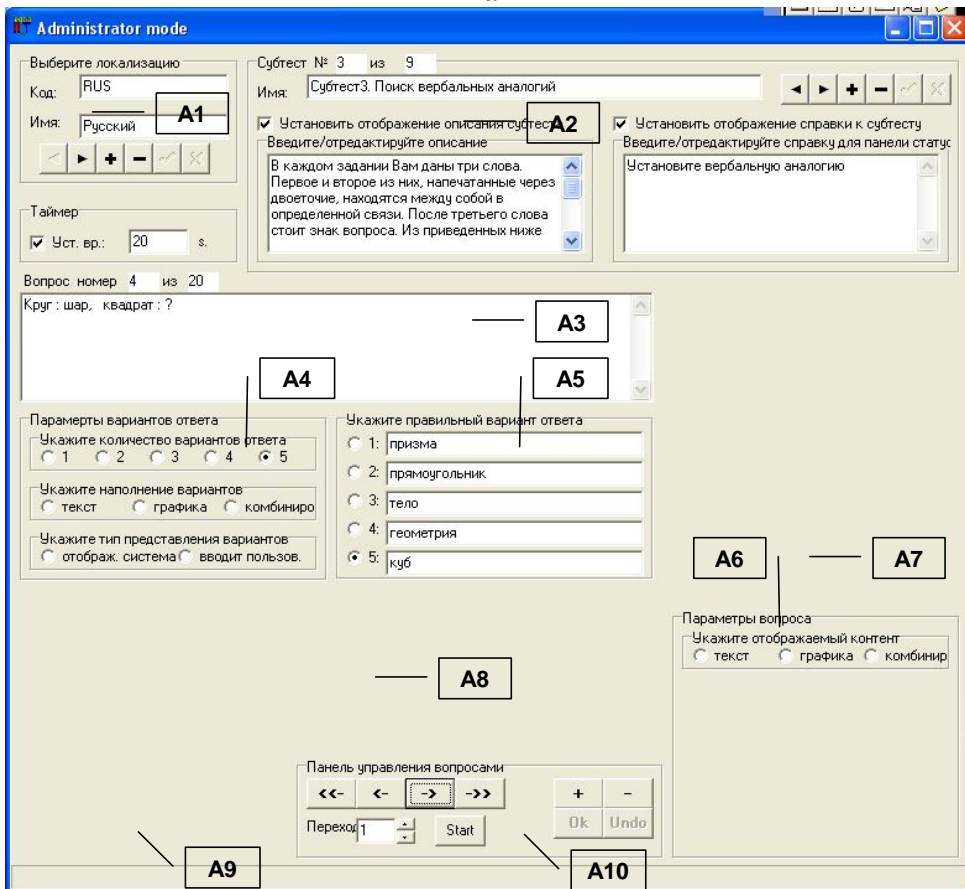 Administrator mode
Выберите локализацию
Код: RUS
Имя: Русский
A1
Субтест № 3 из 9
Имя: Субтест3. Поиск вербальных аналогий
Установить отображение описания субтеста
A2
Установить отображение справки к субтесту
Введите/отредактируйте описание
В каждом задании Вам даны три слова.
Первое и второе из них, напечатанные через
двоеточие, находятся между собой в
определенной связи. После третьего слова
стоит знак вопроса. Из приведенных ниже
Введите/отредактируйте справку для панели статус
Установите вербальную аналогию
Таймер
Уст. вр.: 20 s.
Вопрос номер 4 из 20
Круг : шар, квадрат : ?
A3
A4
A5
Парамерты вариантов ответа
Укажите количество вариантов ответа
1 2 3 4 5
Укажите наполнение вариантов
текст графика комбиниро
Укажите тип представления вариантов
отображ. система вводит пользов.
Укажите правильный вариант ответа
1: призма
2: прямоугольник
3: тело
4: геометрия
5: куб
A6
A7
Параметры вопроса
Укажите отображаемый контент
текст графика комбинир
A8
Панель управления вопросами
<<- <- -> ->> + -
Переход 1 Start Ok Undo
A9
A10